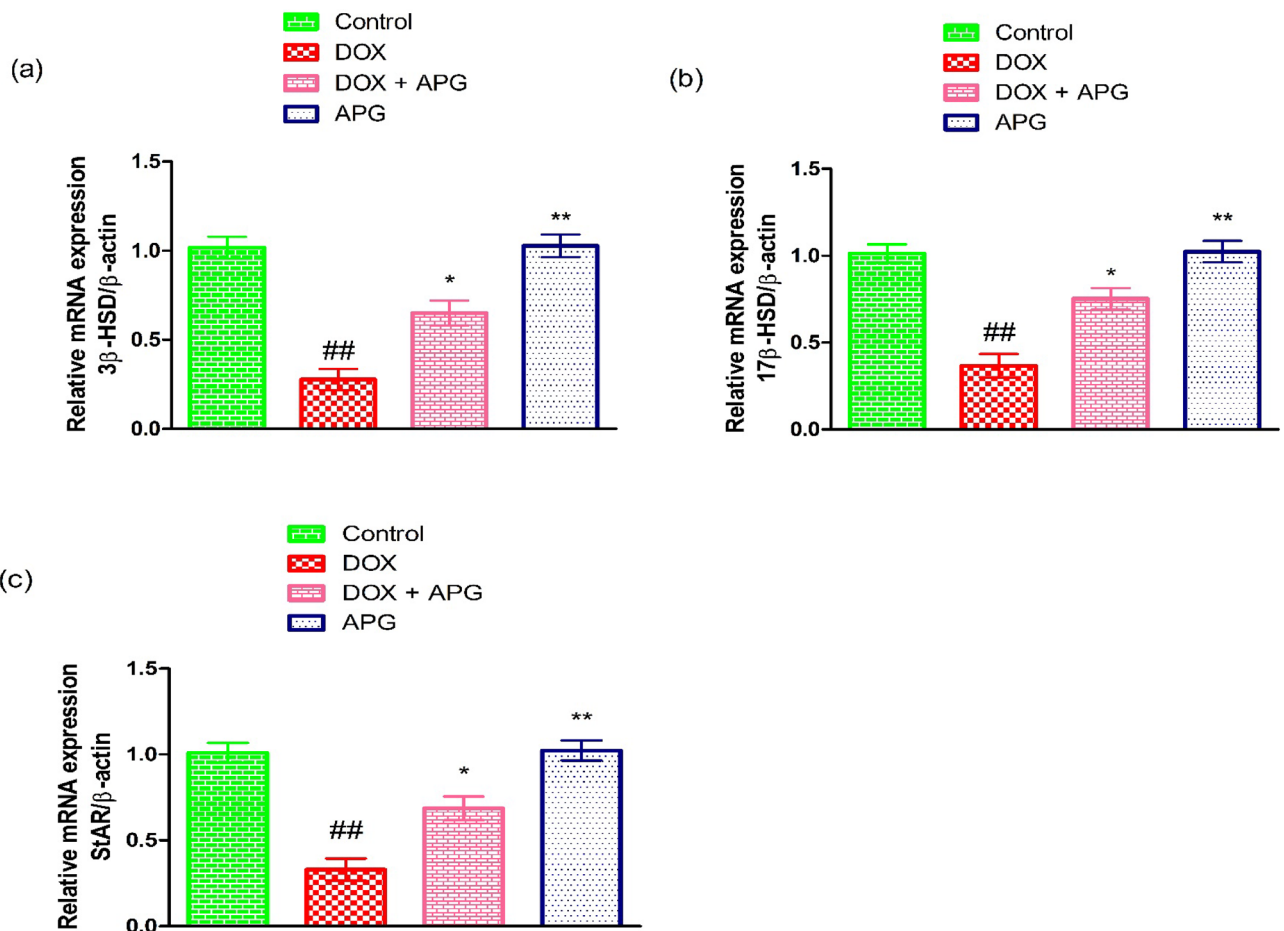 (a)
Control
DOX
DOX + APG
APG
Relative mRNA expression
3β-HSD/β-actin
1.5
1.0
0.5
0.0
##
*
**
(b)
Control
DOX
DOX + APG
APG
Relative mRNA expression
17β-HSD/β-actin
1.5
1.0
0.5
0.0
##
*
**
(c)
Control
DOX
DOX + APG
APG
Relative mRNA expression
StAR/β-actin
1.5
1.0
0.5
0.0
##
*
**